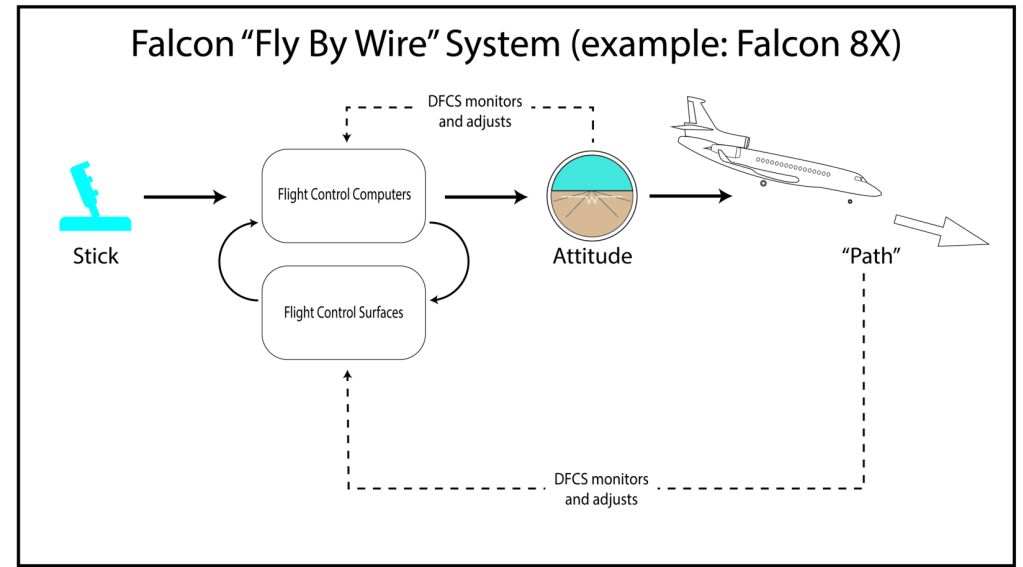 Falcon “Fly By Wire” System (example: Falcon 8X)
DFCS monitors
and adjusts
Flight Control Computers
Stick
Attitude
“Path”
Flight Control Surfaces
DFCS monitors
and adjusts